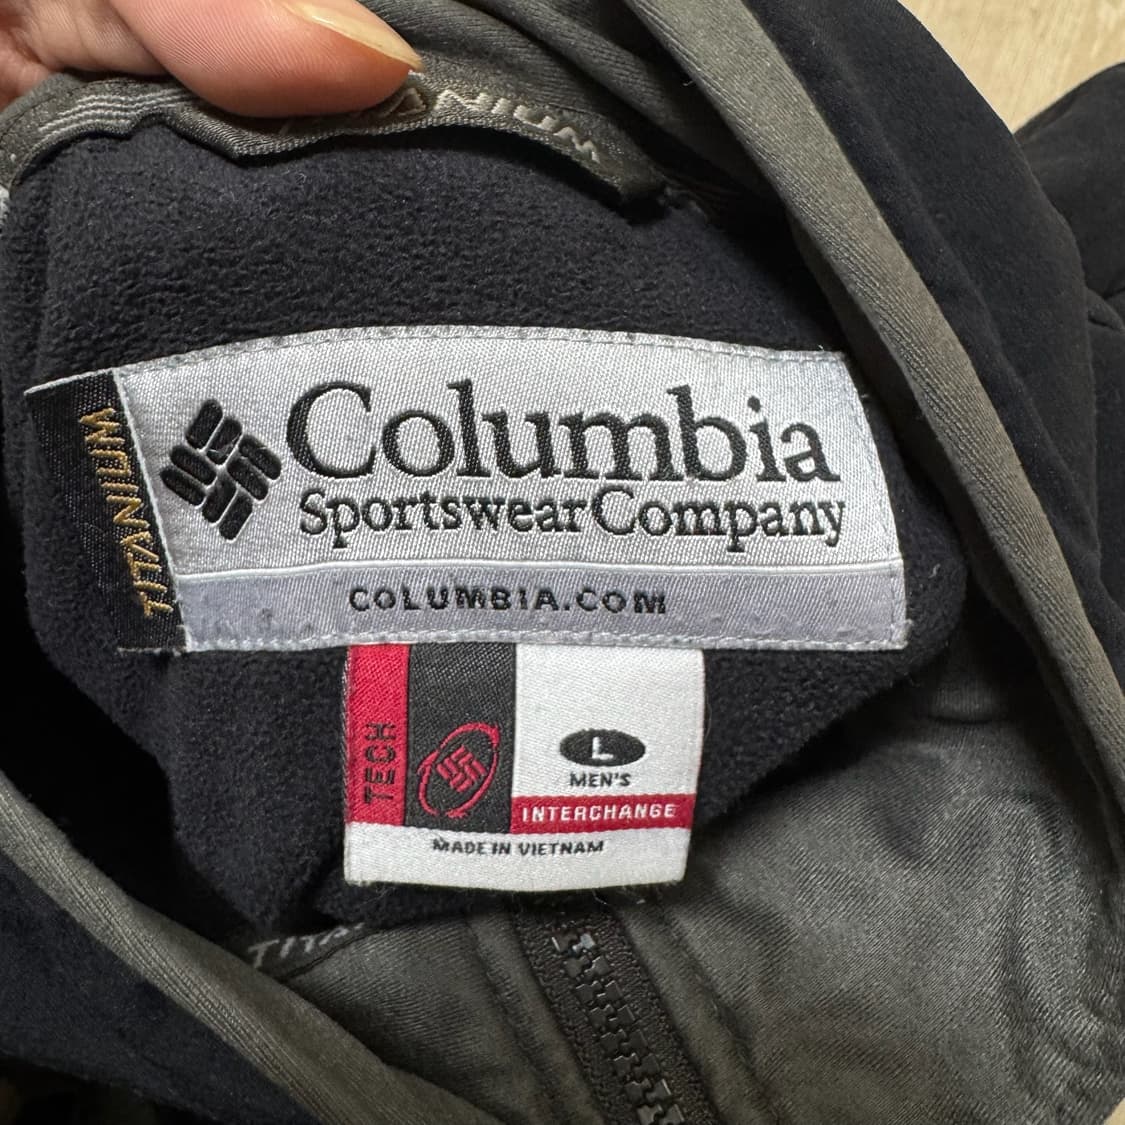 TITANIUM
Columbia
Sportswear Company
COLUMBIA.COM
TITANIUM
TECH
L
MEN'S
INTERCHANGE
MADE IN VIETNAM